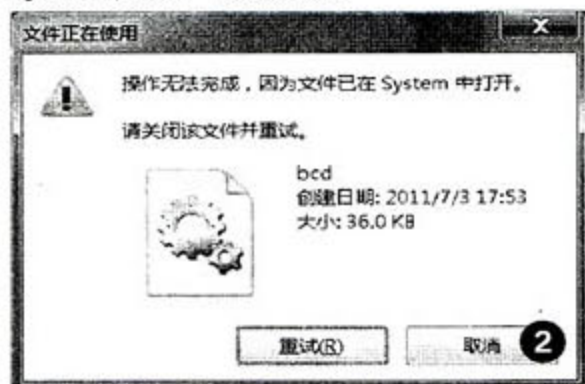 文件正在使用
操作无法完成，因为文件已在 System 中打开。
请关闭该文件并重试。
bcd
创建日期: 2011/7/3 17:53
大小: 36.0 KB
重试(R)
取消
2